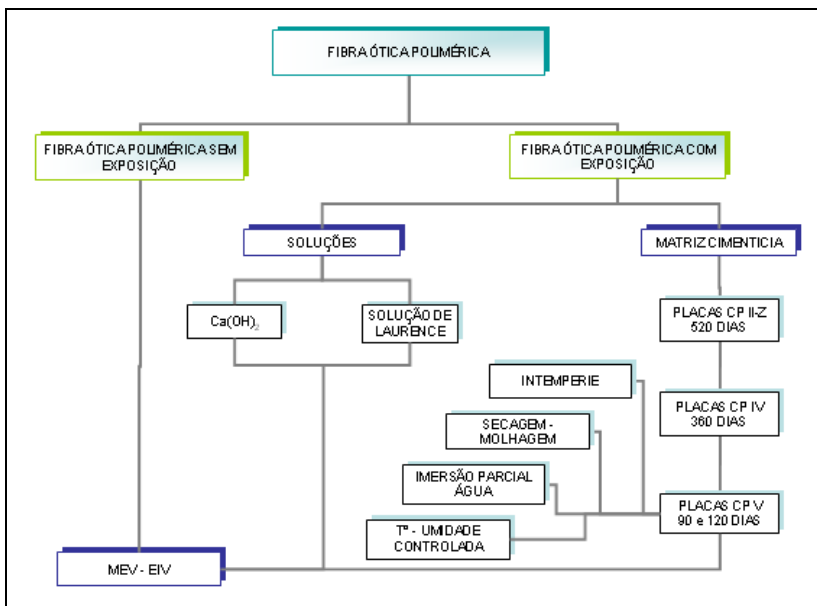 FIBRA ÓTICA POLIMÉRICA
FIBRA ÓTICA POLIMÉRICA SEM
EXPOSIÇÃO
FIBRA ÓTICA POLIMÉRICA COM
EXPOSIÇÃO
SOLUÇÕES
MATRIZ CIMENTICIA
Ca(OH)₂
SOLUÇÃO DE
LAURENCE
PLACAS CP II-Z
520 DIAS
INTEMPERIE
PLACAS CP IV
360 DIAS
SECAGEM -
MOLHAGEM
IMERSÃO PARCIAL
ÁGUA
PLACAS CP V
90 e 120 DIAS
Tª - UMIDADE
CONTROLADA
MEV - EIV